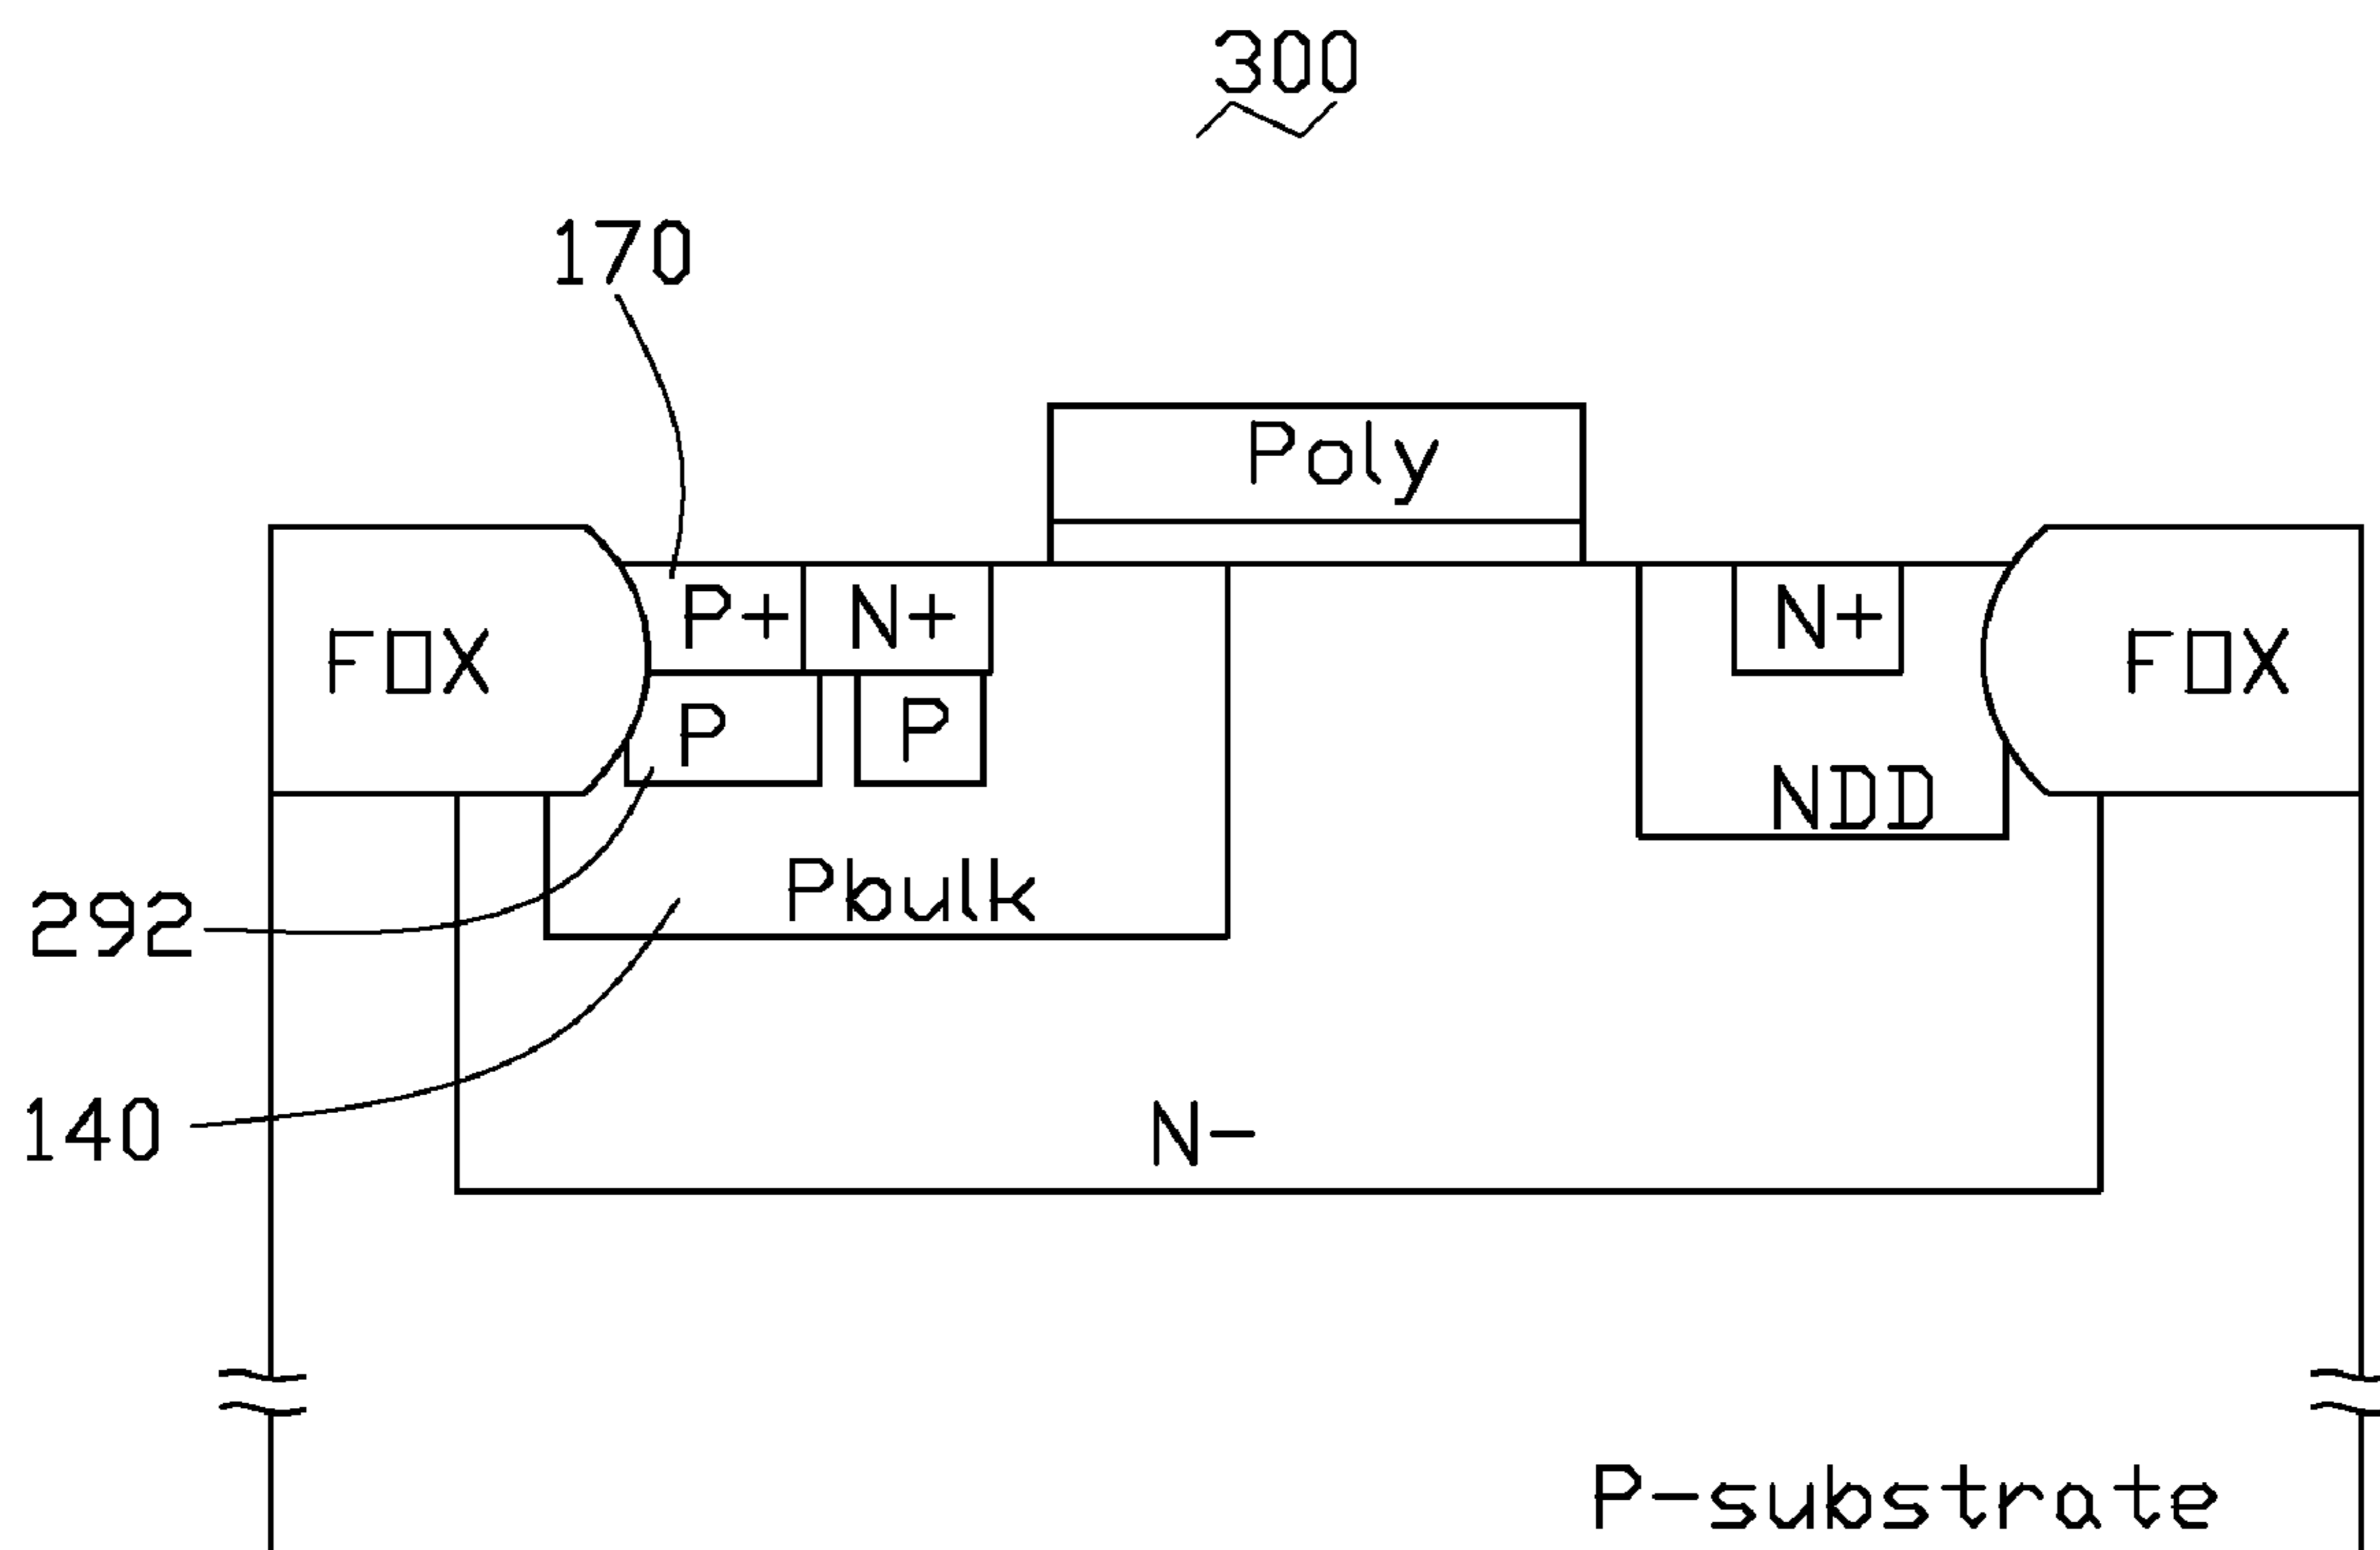 300
170
Poly
P+ N+ N+
FOX FOX
P P
NDD
Pbulk
292
140
N-
P-substrate